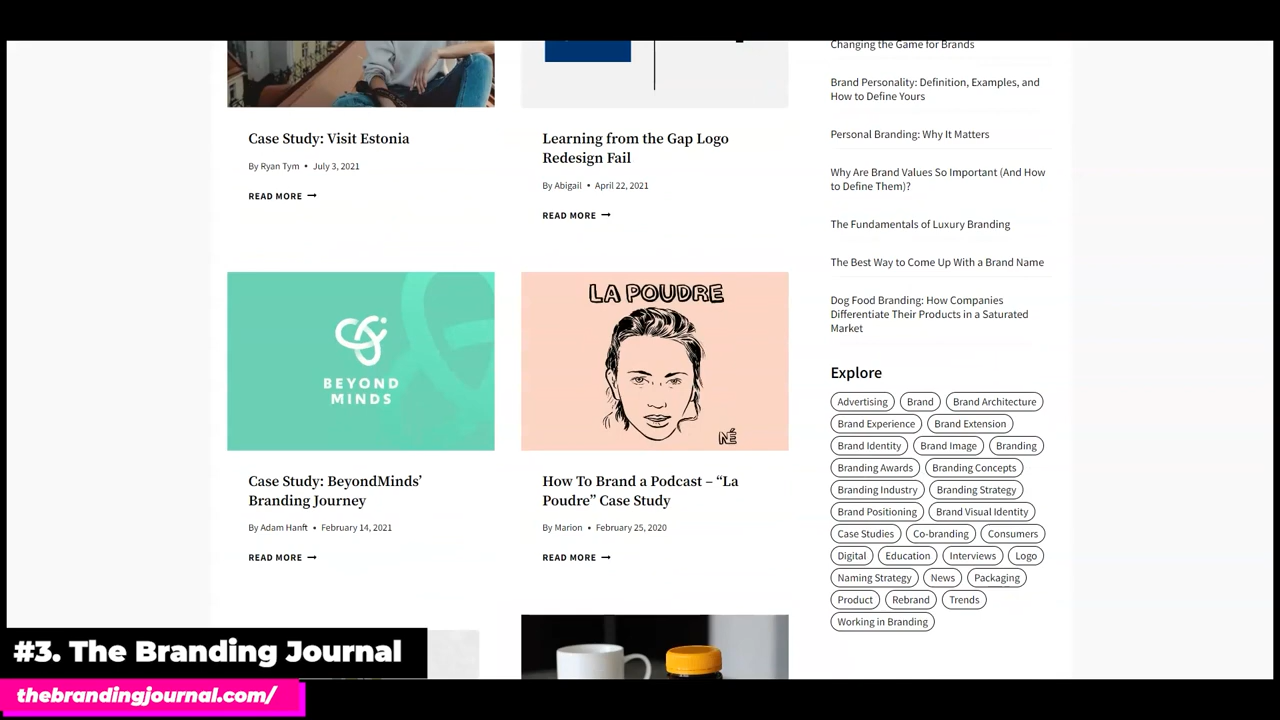 Case Study: Visit Estonia
By Ryan Tym • July 3, 2021
READ MORE →
Learning from the Gap Logo
Redesign Fail
By Abigail • April 22, 2021
READ MORE →
BEYOND
MINDS
Case Study: BeyondMinds’
Branding Journey
By Adam Hanft • February 14, 2021
READ MORE →
LA POUDRE
NÉ
How To Brand a Podcast – “La
Poudre” Case Study
By Marion • February 25, 2020
READ MORE →
Changing the Game for Brands
Brand Personality: Definition, Examples, and
How to Define Yours
Personal Branding: Why It Matters
Why Are Brand Values So Important (And How
to Define Them)?
The Fundamentals of Luxury Branding
The Best Way to Come Up With a Brand Name
Dog Food Branding: How Companies
Differentiate Their Products in a Saturated
Market
Explore
Advertising Brand Brand Architecture
Brand Experience Brand Extension
Brand Identity Brand Image Branding
Branding Awards Branding Concepts
Branding Industry Branding Strategy
Brand Positioning Brand Visual Identity
Case Studies Co-branding Consumers
Digital Education Interviews Logo
Naming Strategy News Packaging
Product Rebrand Trends
Working in Branding
#3. The Branding Journal
thebrandingjournal.com/